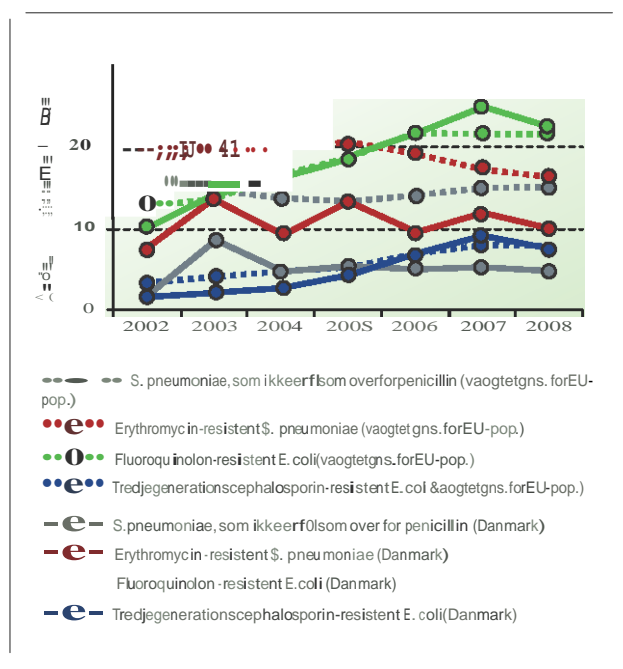 20
10
0
2002 2003 2004 2005 2006 2007 2008
S. pneumoniae, som ikkeerflsom overforpenicillin (vaogtetgns. forEU-
pop.)
Erythromycin-resistent $. pneumoniae (vaogtetgns. forEU-pop.)
Fluoroquinolon-resistent E. coli(vaogtetgns. forEU-pop.)
Tredjegenerationscephalosporin-resistent E. coli &aogtetgns. forEU-pop.)
S.pneumoniae, som ikkeerf0lsom over for penicillin (Danmark)
Erythromycin-resistent $. pneumoniae (Danmark)
Fluoroquinolon-resistent E.coli (Danmark)
Tredjegenerationscephalosporin-resistent E. coli(Danmark)